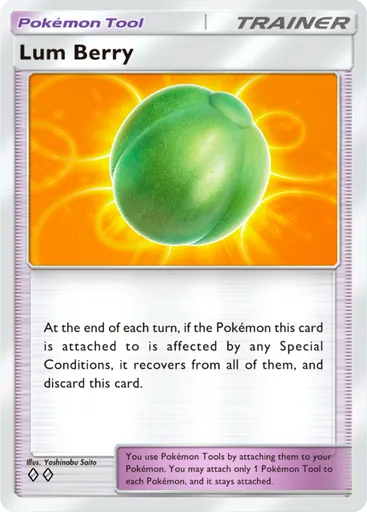 Pokémon Tool
TRAINER
Lum Berry
At the end of each turn, if the Pokémon this card
is attached to is affected by any Special
Conditions, it recovers from all of them, and
discard this card.
Illus. Yoshinobu Saito
You use Pokémon Tools by attaching them to your
Pokémon. You may attach only 1 Pokémon Tool to
each Pokémon, and it stays attached.